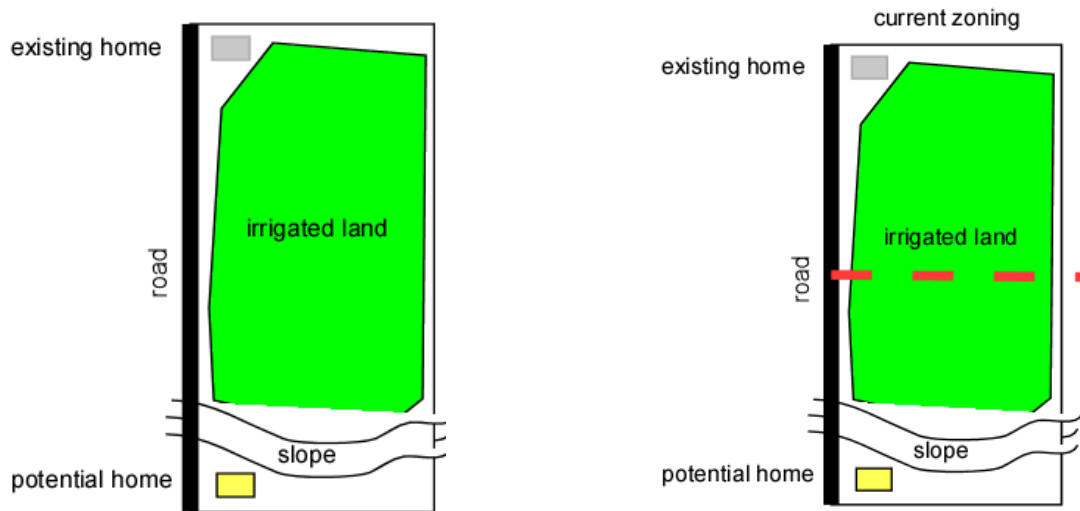 existing home
irrigated land
road
slope
potential home
current zoning
existing home
irrigated land
road
slope
potential home